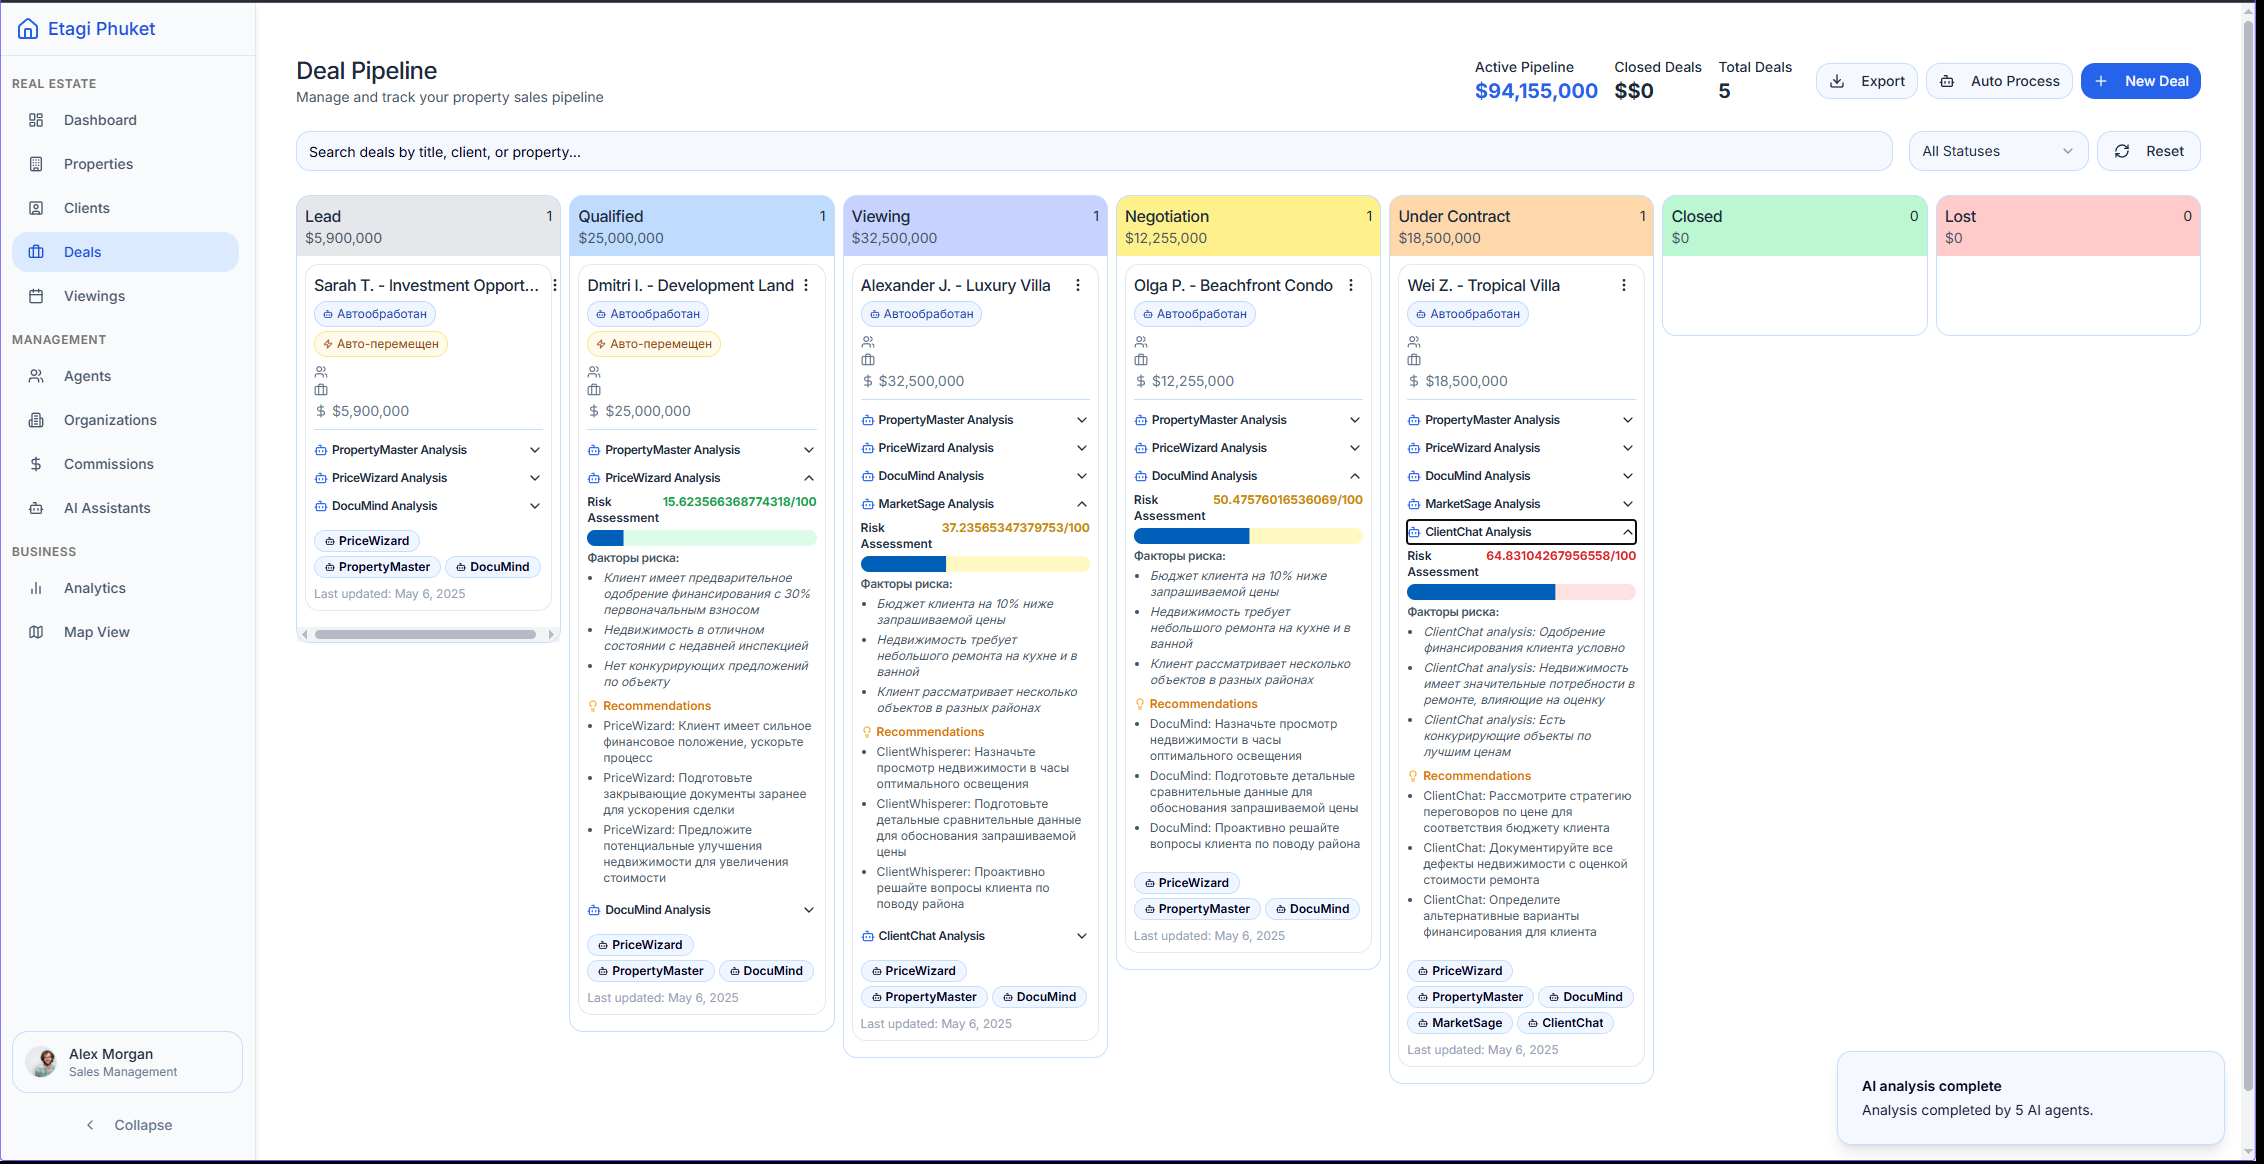 Etagi Phuket
REAL ESTATE
Dashboard
Properties
Clients
Deals
Viewings
MANAGEMENT
Agents
Organizations
Commissions
AI Assistants
BUSINESS
Analytics
Map View
Alex Morgan
Sales Management
Collapse
Deal Pipeline
Manage and track your property sales pipeline
Active Pipeline
$94,155,000
Closed Deals
$$0
Total Deals
5
Export
Auto Process
New Deal
Search deals by title, client, or property...
All Statuses
Reset
Lead 1
$5,900,000
Sarah T. - Investment Opport...
Автообработан
Авто-перемещен
$5,900,000
PropertyMaster Analysis
PriceWizard Analysis
DocuMind Analysis
PriceWizard
PropertyMaster DocuMind
Last updated: May 6, 2025
Qualified 1
$25,000,000
Dmitri I. - Development Land
Автообработан
Авто-перемещен
$25,000,000
PropertyMaster Analysis
PriceWizard Analysis
Risk 15.623566368774318/100
Assessment
Факторы риска:
Клиент имеет предварительное
одобрение финансирования с 30%
первоначальным взносом
Недвижимость в отличном
состоянии с недавней инспекцией
Нет конкурирующих предложений
по объекту
Recommendations
PriceWizard: Клиент имеет сильное
финансовое положение, ускорьте
процесс
PriceWizard: Подготовьте
закрывающие документы заранее
для ускорения сделки
PriceWizard: Предложите
потенциальные улучшения
недвижимости для увеличения
стоимости
DocuMind Analysis
PriceWizard
PropertyMaster DocuMind
Last updated: May 6, 2025
Viewing 1
$32,500,000
Alexander J. - Luxury Villa
Автообработан
$32,500,000
PropertyMaster Analysis
PriceWizard Analysis
DocuMind Analysis
MarketSage Analysis
Risk 37.23565347379753/100
Assessment
Факторы риска:
Бюджет клиента на 10% ниже
запрашиваемой цены
Недвижимость требует
небольшого ремонта на кухне и в
ванной
Клиент рассматривает несколько
объектов в разных районах
Recommendations
ClientWhisperer: Назначьте
просмотр недвижимости в часы
оптимального освещения
ClientWhisperer: Подготовьте
детальные сравнительные данные
для обоснования запрашиваемой
цены
ClientWhisperer: Проактивно
решайте вопросы клиента по
поводу района
ClientChat Analysis
PriceWizard
PropertyMaster DocuMind
Last updated: May 6, 2025
Negotiation 1
$12,255,000
Olga P. - Beachfront Condo
Автообработан
$12,255,000
PropertyMaster Analysis
PriceWizard Analysis
DocuMind Analysis
Risk 50.47576016536069/100
Assessment
Факторы риска:
Бюджет клиента на 10% ниже
запрашиваемой цены
Недвижимость требует
небольшого ремонта на кухне и в
ванной
Клиент рассматривает несколько
объектов в разных районах
Recommendations
DocuMind: Назначьте просмотр
недвижимости в часы
оптимального освещения
DocuMind: Подготовьте детальные
сравнительные данные для
обоснования запрашиваемой цены
DocuMind: Проактивно решайте
вопросы клиента по поводу района
PriceWizard
PropertyMaster DocuMind
Last updated: May 6, 2025
Under Contract 1
$18,500,000
Wei Z. - Tropical Villa
Автообработан
$18,500,000
PropertyMaster Analysis
PriceWizard Analysis
DocuMind Analysis
MarketSage Analysis
ClientChat Analysis
Risk 64.83104267956558/100
Assessment
Факторы риска:
ClientChat analysis: Одобрение
финансирования клиента условно
ClientChat analysis: Недвижимость
имеет значительные потребности в
ремонте, влияющие на оценку
ClientChat analysis: Есть
конкурирующие объекты по
лучшим ценам
Recommendations
ClientChat: Рассмотрите стратегию
переговоров по цене для
соответствия бюджету клиента
ClientChat: Документируйте все
дефекты недвижимости с оценкой
стоимости ремонта
ClientChat: Определите
альтернативные варианты
финансирования для клиента
PriceWizard
PropertyMaster DocuMind
MarketSage ClientChat
Last updated: May 6, 2025
Closed 0
$0
Lost 0
$0
AI analysis complete
Analysis completed by 5 AI agents.